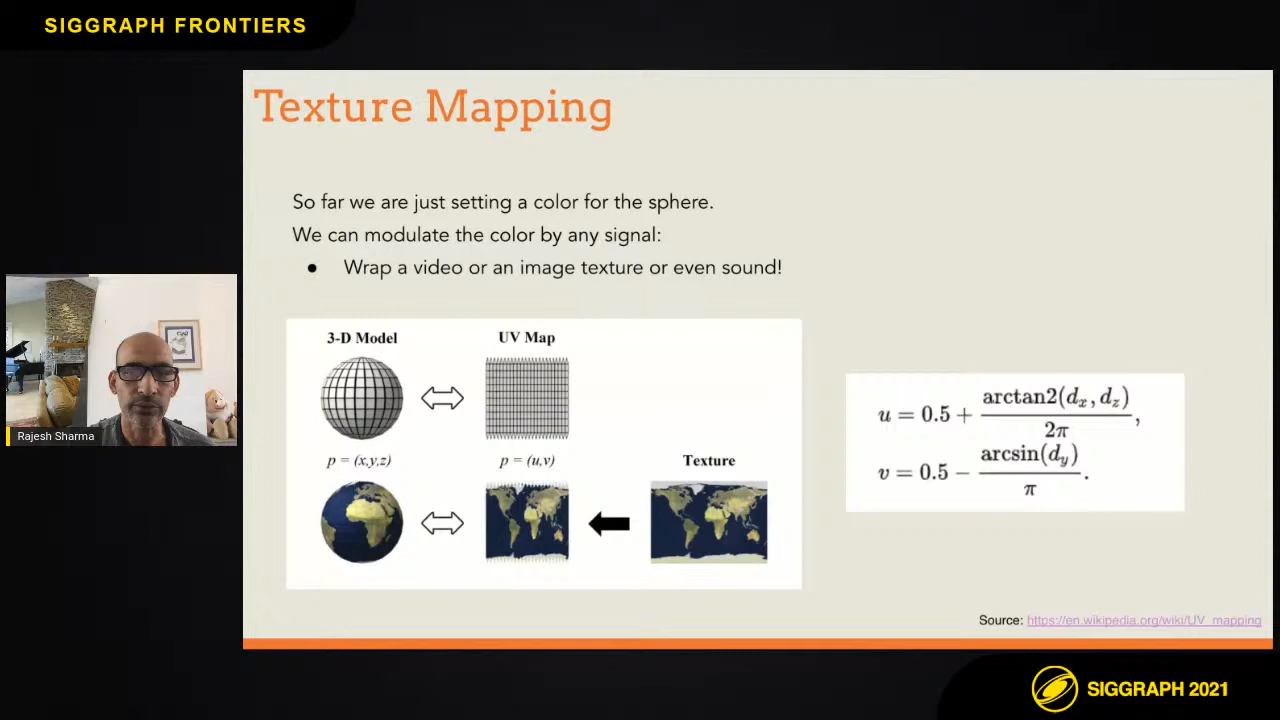 SIGGRAPH FRONTIERS
Texture Mapping
So far we are just setting a color for the sphere.
We can modulate the color by any signal:
● Wrap a video or an image texture or even sound!
3-D Model
UV Map
p = (x,y,z)
p = (u,v)
Texture
u = 0.5 + arctan2(dₓ, d_z) / 2π,
v = 0.5 − arcsin(d_y) / π.
Rajesh Sharma
Source: https://en.wikipedia.org/wiki/UV_mapping
SIGGRAPH 2021